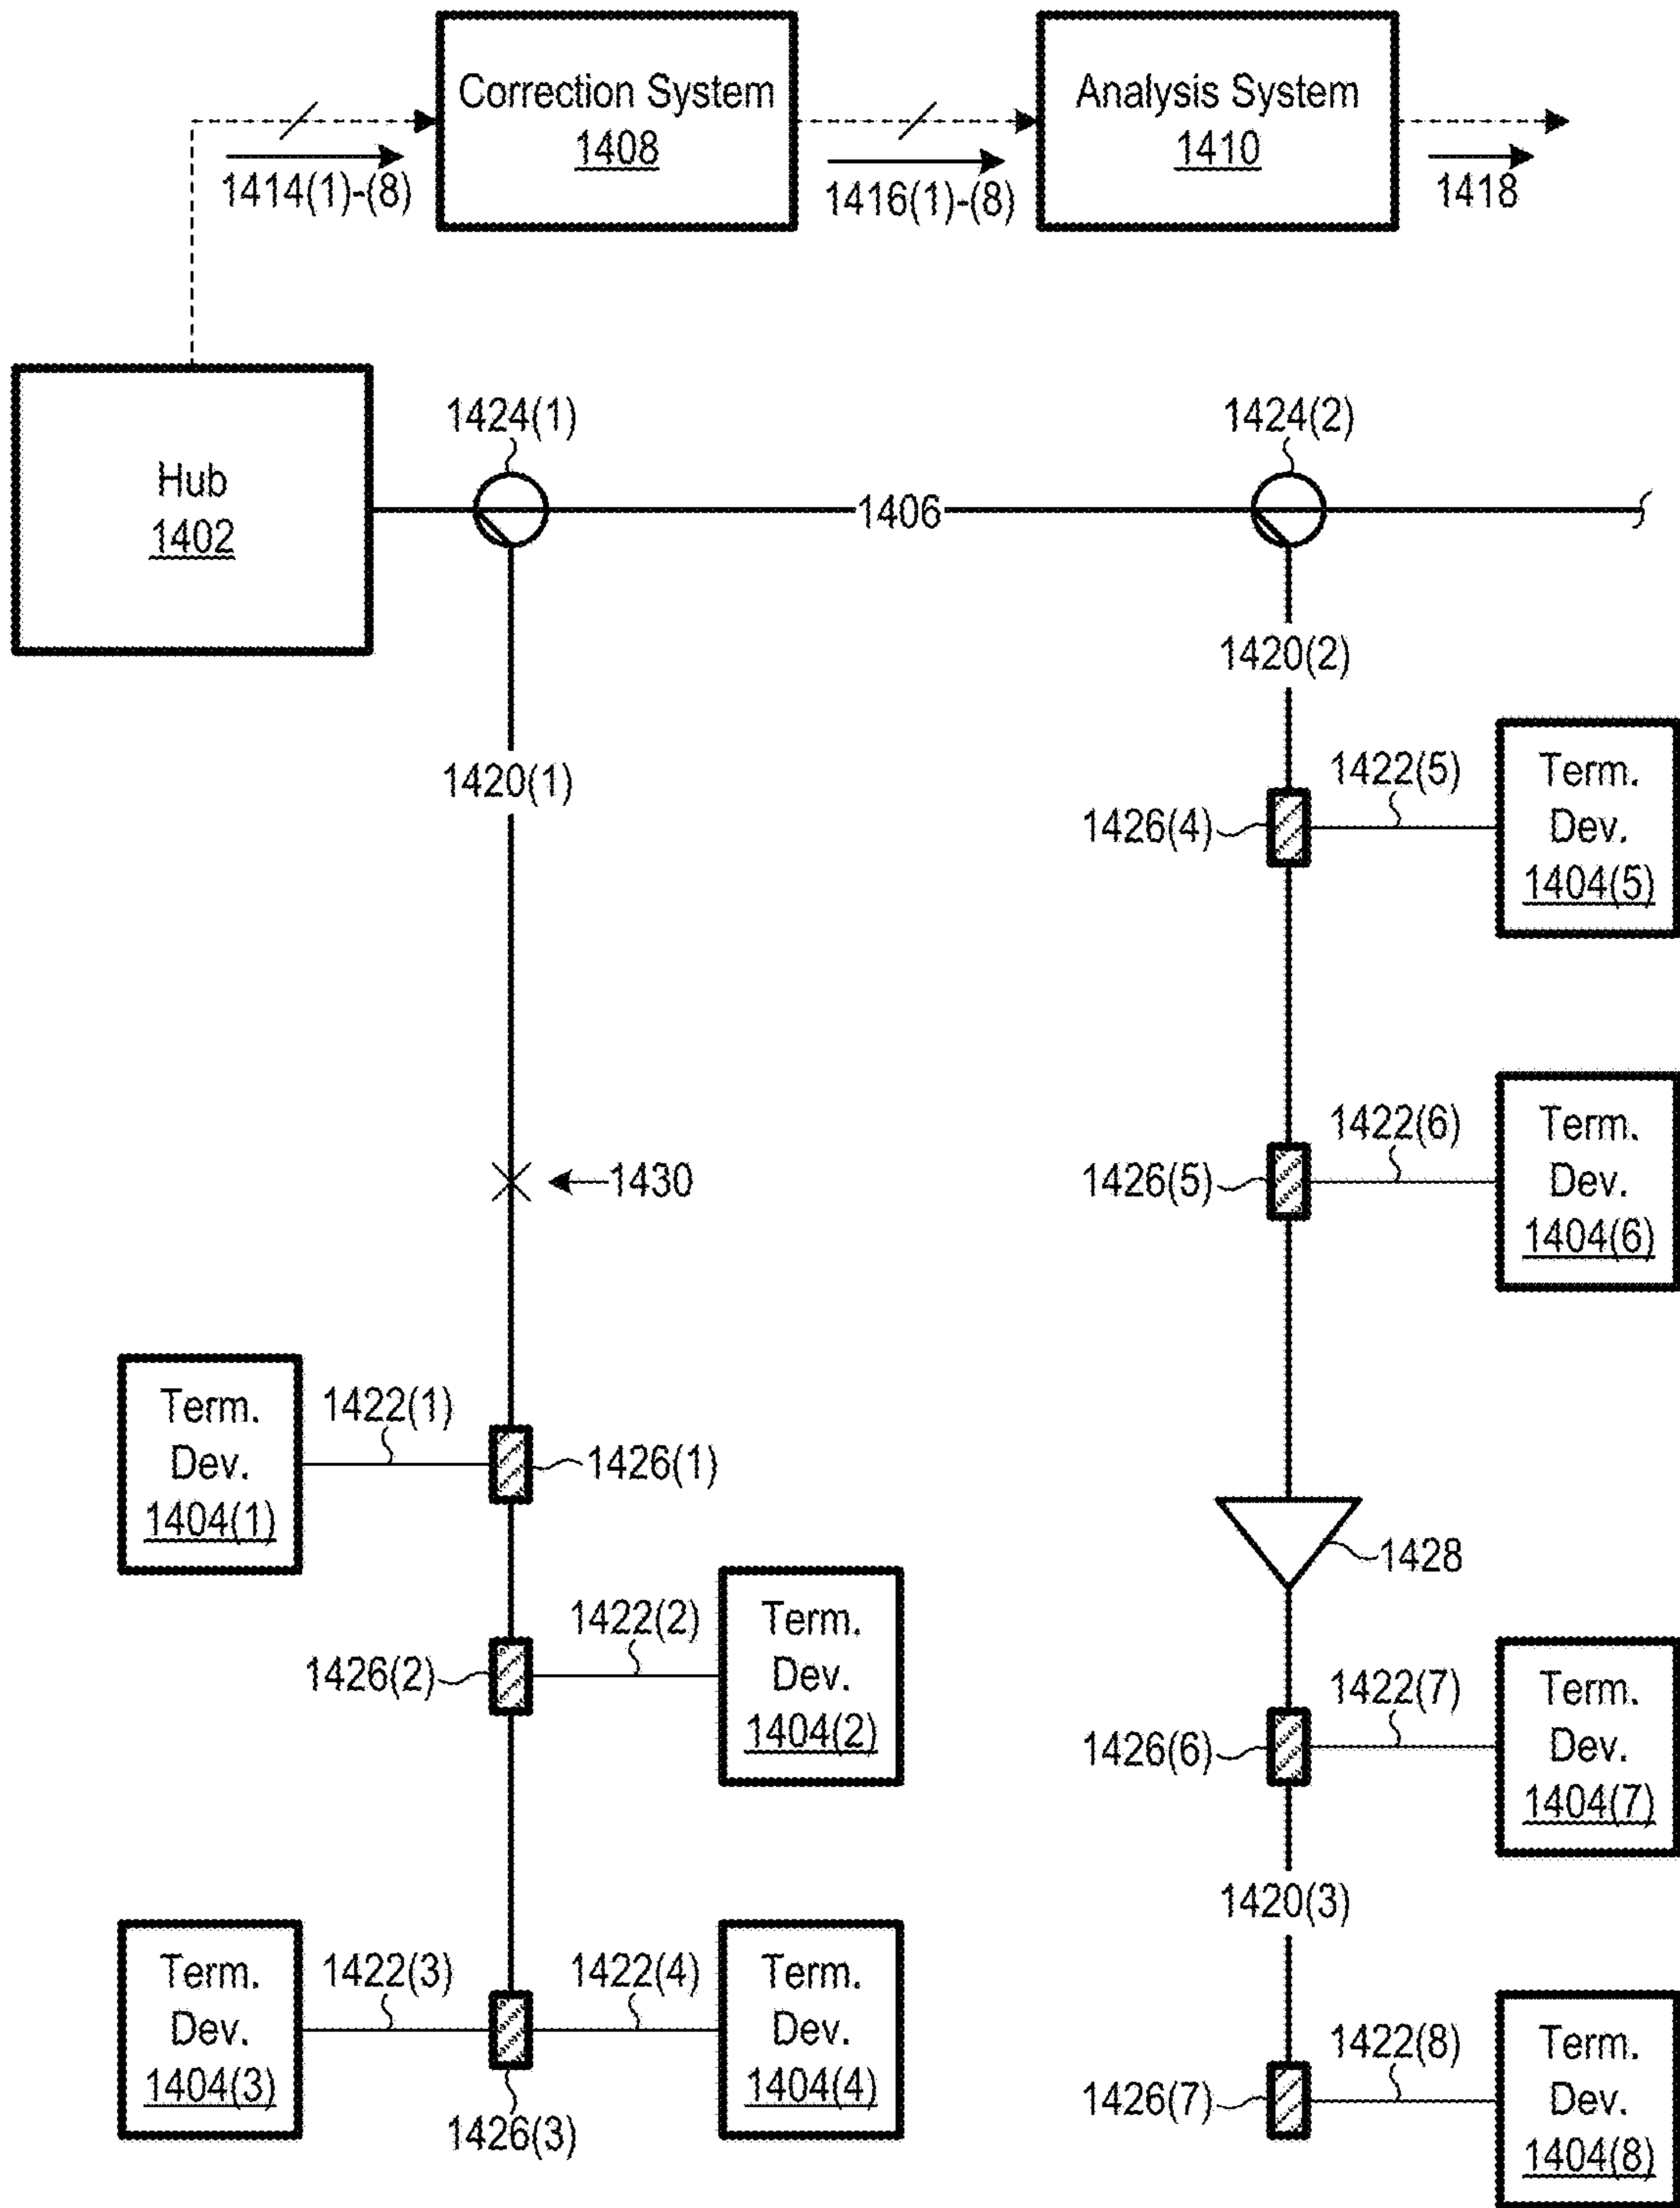 Correction System
1408
Analysis System
1410
1414(1)-(8)
1416(1)-(8)
1418
1424(1)
1424(2)
Hub
1402
1406
1420(2)
1420(1)
1422(5)
Term.
Dev.
1404(5)
1426(4)
1422(6)
Term.
Dev.
1404(6)
1426(5)
1430
Term.
Dev.
1404(1)
1422(1)
1426(1)
1428
1422(2)
Term.
Dev.
1404(2)
1426(2)
1422(7)
Term.
Dev.
1404(7)
1426(6)
1420(3)
Term.
Dev.
1404(3)
1422(3)
1422(4)
Term.
Dev.
1404(4)
1426(3)
1422(8)
Term.
Dev.
1404(8)
1426(7)